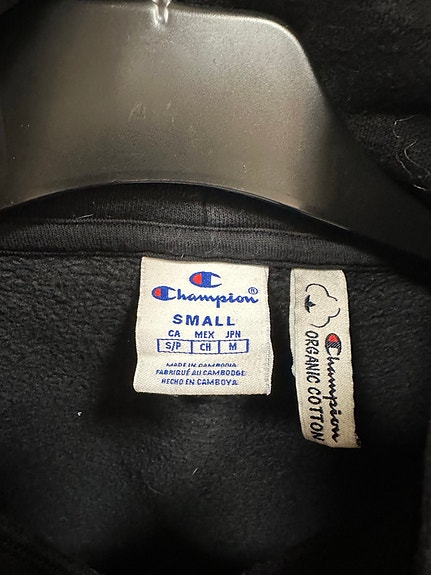 Champion®
SMALL
CA MEX JPN
S/P CH M
MADE IN CAMBODIA
FABRIQUÉ AU CAMBODGE
HECHO EN CAMBOYA
Champion
ORGANIC COTTON